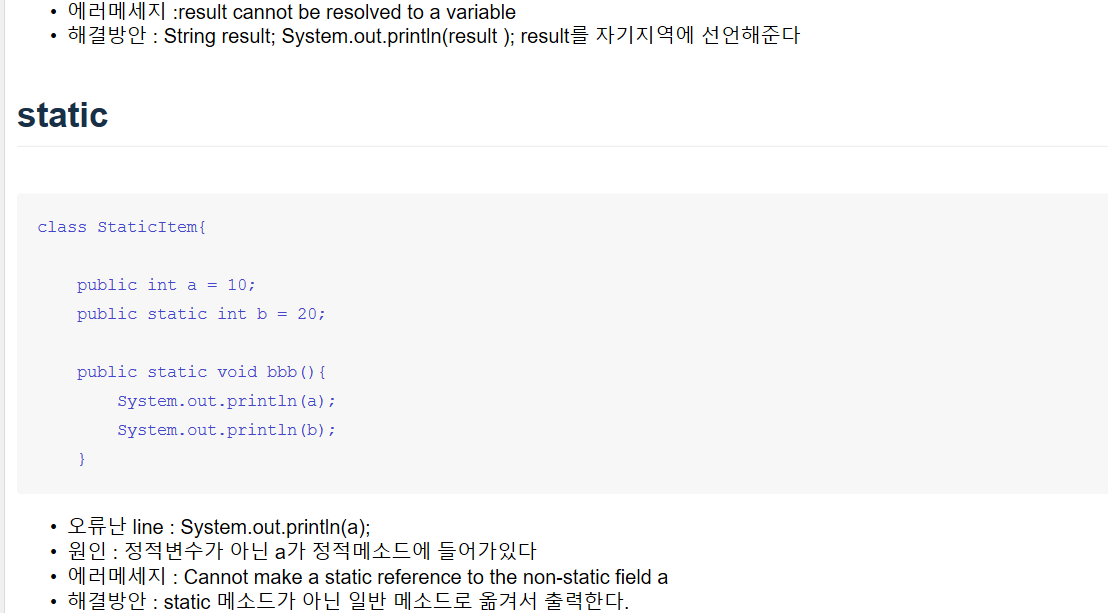 • 에러메세지 :result cannot be resolved to a variable
• 해결방안 : String result; System.out.println(result ); result를 자기지역에 선언해준다
static
class StaticItem{
public int a = 10;
public static int b = 20;
public static void bbb(){
System.out.println(a);
System.out.println(b);
}
• 오류난 line : System.out.println(a);
• 원인 : 정적변수가 아닌 a가 정적메소드에 들어가있다
• 에러메세지 : Cannot make a static reference to the non-static field a
• 해결방안 : static 메소드가 아닌 일반 메소드로 옮겨서 출력한다.